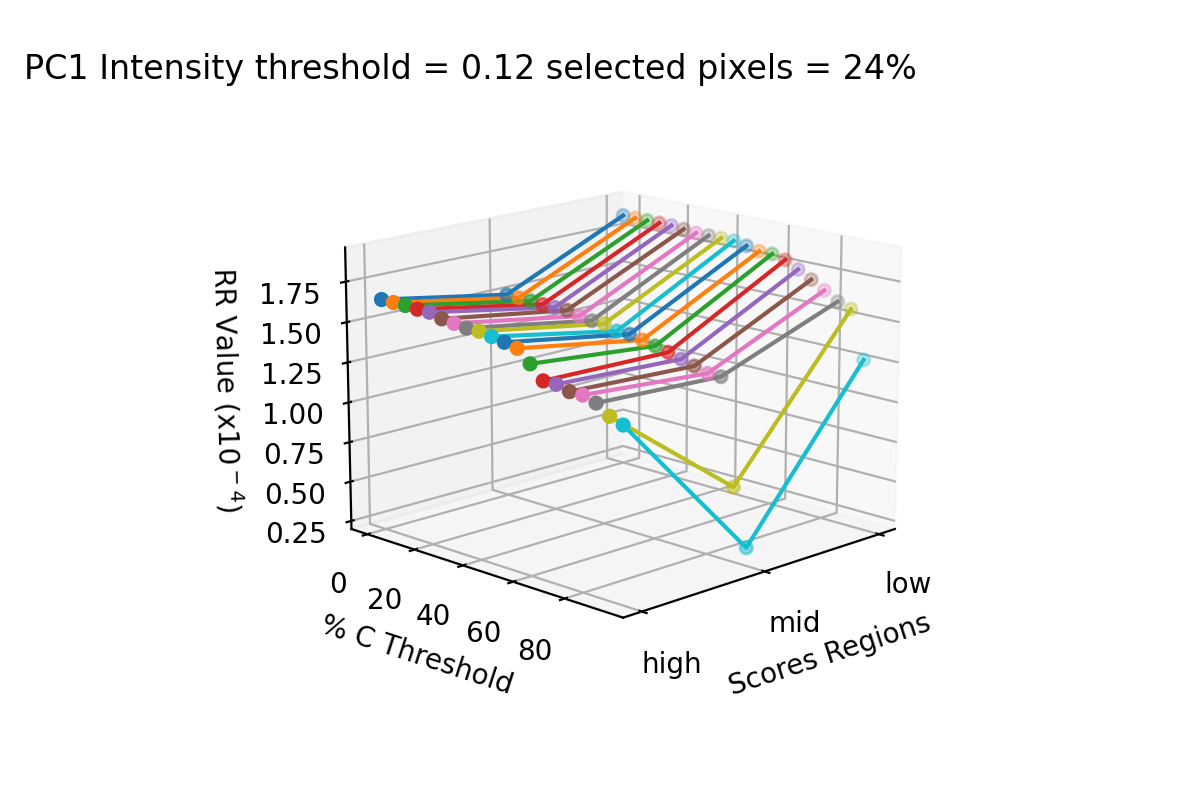 PC1 Intensity threshold = 0.12 selected pixels = 24%
RR Value (x10⁻⁴)
1.75
1.50
1.25
1.00
0.75
0.50
0.25
0
20
40
60
80
% C Threshold
high
mid
low
Scores Regions